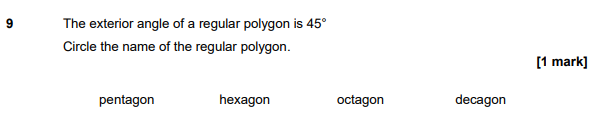 9 The exterior angle of a regular polygon is 45°
Circle the name of the regular polygon.
[1 mark]
pentagon hexagon octagon decagon